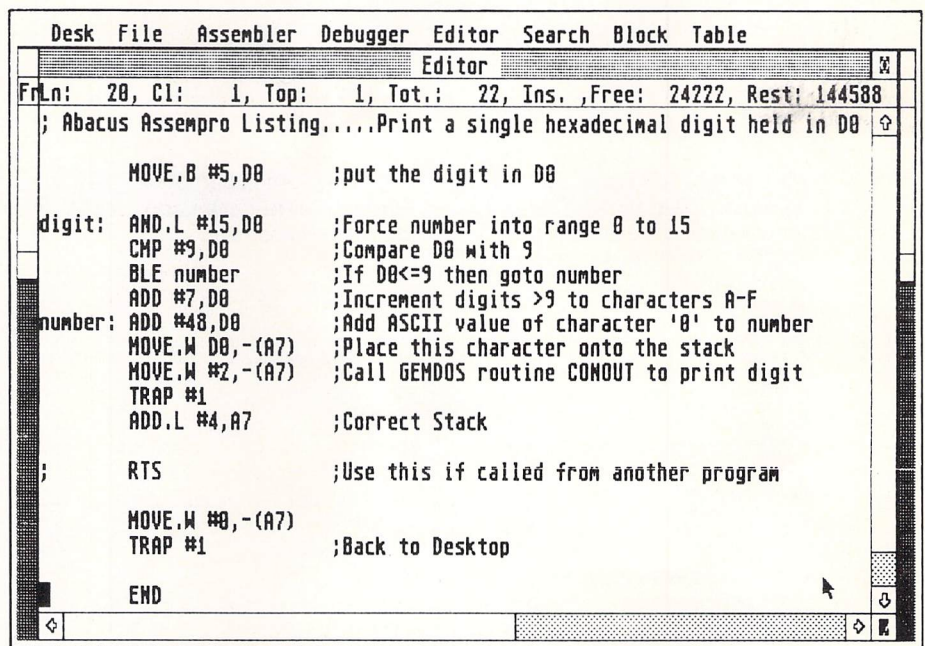 Desk File Assembler Debugger Editor Search Block Table
Editor
FrLn: 20, Cl: 1, Top: 1, Tot.: 22, Ins. ,Free: 24222, Rest: 144588
; Abacus Assempro Listing.....Print a single hexadecimal digit held in D0
MOVE.B #5,D0 ;put the digit in D0
digit: AND.L #15,D0 ;Force number into range 0 to 15
CMP #9,D0 ;Compare D0 with 9
BLE number ;If D0<=9 then goto number
ADD #7,D0 ;Increment digits >9 to characters A-F
number: ADD #48,D0 ;Add ASCII value of character '0' to number
MOVE.W D0,-(A7) ;Place this character onto the stack
MOVE.W #2,-(A7) ;Call GEMDOS routine CONOUT to print digit
TRAP #1
ADD.L #4,A7 ;Correct Stack
; RTS ;Use this if called from another program
MOVE.W #0,-(A7)
TRAP #1 ;Back to Desktop
END